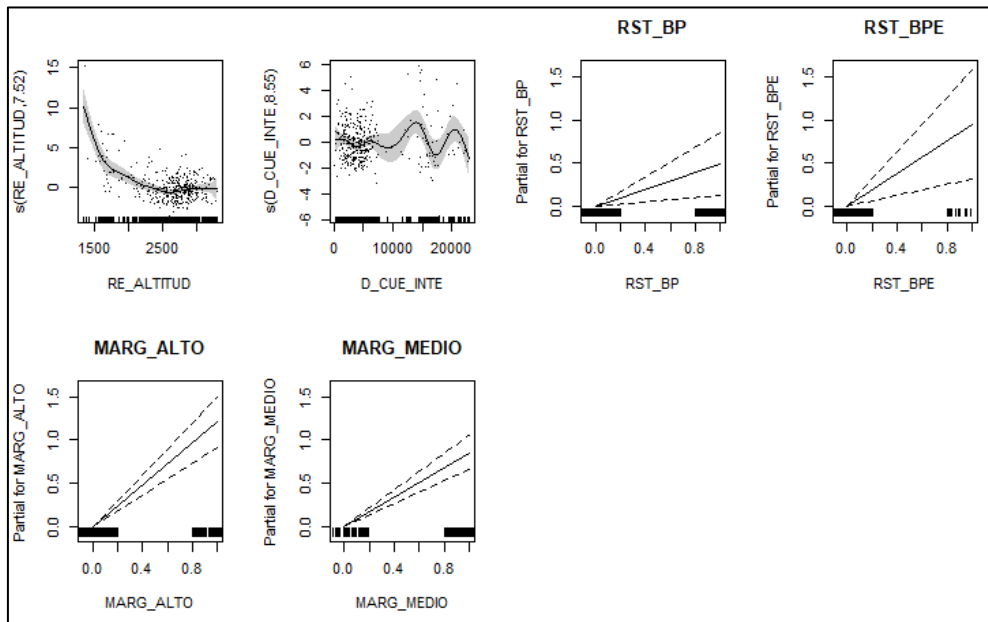 RST_BP
RST_BPE
s(RE_ALTITUD,7.52)
15
10
5
0
1500
2500
RE_ALTITUD
s(D_CUE_INTE,8.55)
6
4
2
0
-2
-4
-6
0
10000
20000
D_CUE_INTE
Partial for RST_BP
1.5
1.0
0.5
0.0
0.0
0.4
0.8
RST_BP
Partial for RST_BPE
1.5
1.0
0.5
0.0
0.0
0.4
0.8
RST_BPE
MARG_ALTO
MARG_MEDIO
Partial for MARG_ALTO
1.5
1.0
0.5
0.0
0.0
0.4
0.8
MARG_ALTO
Partial for MARG_MEDIO
1.5
1.0
0.5
0.0
0.0
0.4
0.8
MARG_MEDIO